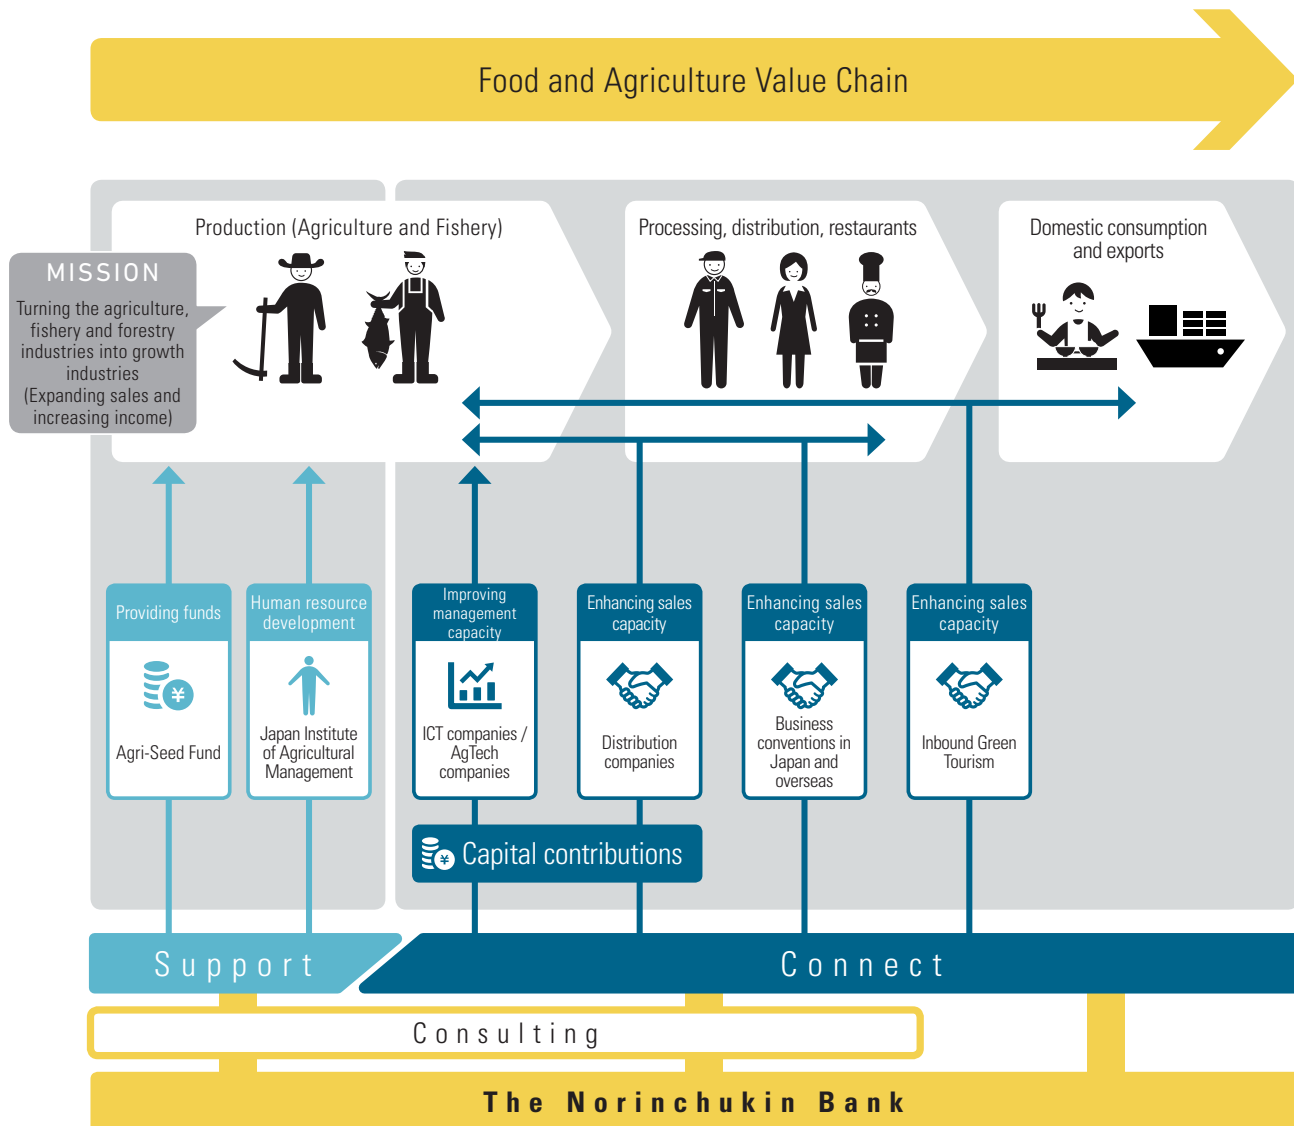 Food and Agriculture Value Chain
Production (Agriculture and Fishery)
Processing, distribution, restaurants
Domestic consumption
and exports
MISSION
Turning the agriculture,
fishery and forestry
industries into growth
industries
(Expanding sales and
increasing income)
Providing funds
¥
Agri-Seed Fund
Human resource
development
Japan Institute
of Agricultural
Management
Improving
management
capacity
ICT companies /
AgTech
companies
Enhancing sales
capacity
Distribution
companies
Enhancing sales
capacity
Business
conventions in
Japan and
overseas
Enhancing sales
capacity
Inbound Green
Tourism
¥ Capital contributions
Support
Connect
Consulting
The Norinchukin Bank